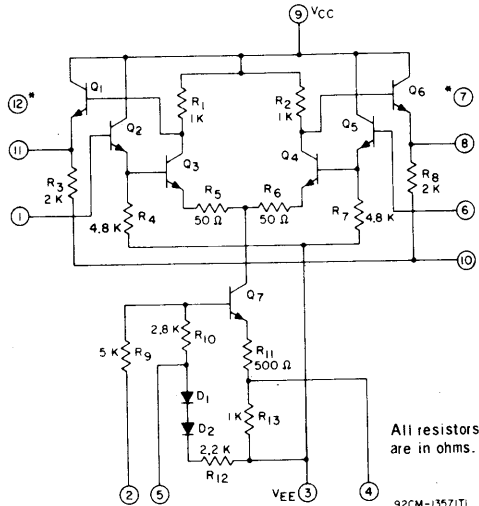 9 VCC
Q1
12 *
Q2
R1
1K
R2
1K
Q6
* 7
Q5
11
Q3
Q4
8
R3
2 K
R5
50 Ω
R6
50 Ω
R8
2 K
1
R4
4.8 K
R7
4.8 K
6
10
Q7
2.8 K
R10
5 K
R9
R11
500 Ω
D1
1K
R13
D2
2.2 K
R12
All resistors
are in ohms.
2
5
VEE 3
4
92CM-13571T1